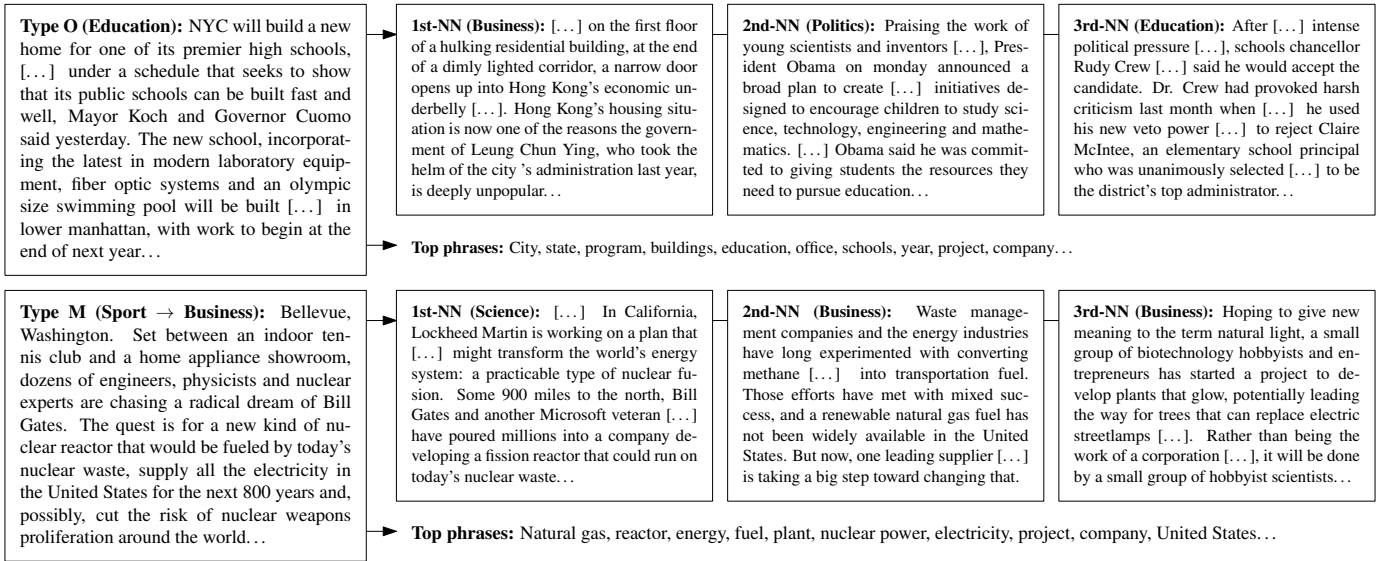 Type O (Education): NYC will build a new
home for one of its premier high schools,
[...] under a schedule that seeks to show
that its public schools can be built fast and
well, Mayor Koch and Governor Cuomo
said yesterday. The new school, incorporat-
ing the latest in modern laboratory equip-
ment, fiber optic systems and an olympic
size swimming pool will be built [...] in
lower manhattan, with work to begin at the
end of next year...
1st-NN (Business): [...] on the first floor
of a hulking residential building, at the end
of a dimly lighted corridor, a narrow door
opens up into Hong Kong's economic un-
derbelly [...]. Hong Kong's housing situ-
ation is now one of the reasons the govern-
ment of Leung Chun Ying, who took the
helm of the city 's administration last year,
is deeply unpopular...
2nd-NN (Politics): Praising the work of
young scientists and inventors [...], Pres-
ident Obama on monday announced a
broad plan to create [...] initiatives de-
signed to encourage children to study sci-
ence, technology, engineering and mathe-
matics. [...] Obama said he was commit-
ted to giving students the resources they
need to pursue education...
3rd-NN (Education): After [...] intense
political pressure [...], schools chancellor
Rudy Crew [...] said he would accept the
candidate. Dr. Crew had provoked harsh
criticism last month when [...] he used
his new veto power [...] to reject Claire
McIntee, an elementary school principal
who was unanimously selected [...] to be
the district's top administrator...
Top phrases: City, state, program, buildings, education, office, schools, year, project, company...
Type M (Sport → Business): Bellevue,
Washington. Set between an indoor ten-
nis club and a home appliance showroom,
dozens of engineers, physicists and nuclear
experts are chasing a radical dream of Bill
Gates. The quest is for a new kind of nu-
clear reactor that would be fueled by today's
nuclear waste, supply all the electricity in
the United States for the next 800 years and,
possibly, cut the risk of nuclear weapons
proliferation around the world...
1st-NN (Science): [...] In California,
Lockheed Martin is working on a plan that
[...] might transform the world's energy
system: a practicable type of nuclear fu-
sion. Some 900 miles to the north, Bill
Gates and another Microsoft veteran [...]
have poured millions into a company de-
veloping a fission reactor that could run on
today's nuclear waste...
2nd-NN (Business): Waste manage-
ment companies and the energy industries
have long experimented with converting
methane [...] into transportation fuel.
Those efforts have met with mixed suc-
cess, and a renewable natural gas fuel has
not been widely available in the United
States. But now, one leading supplier [...]
is taking a big step toward changing that.
3rd-NN (Business): Hoping to give new
meaning to the term natural light, a small
group of biotechnology hobbyists and en-
trepreneurs has started a project to de-
velop plants that glow, potentially leading
the way for trees that can replace electric
streetlamps [...]. Rather than being the
work of a corporation [...], it will be done
by a small group of hobbyist scientists...
Top phrases: Natural gas, reactor, energy, fuel, plant, nuclear power, electricity, project, company, United States...